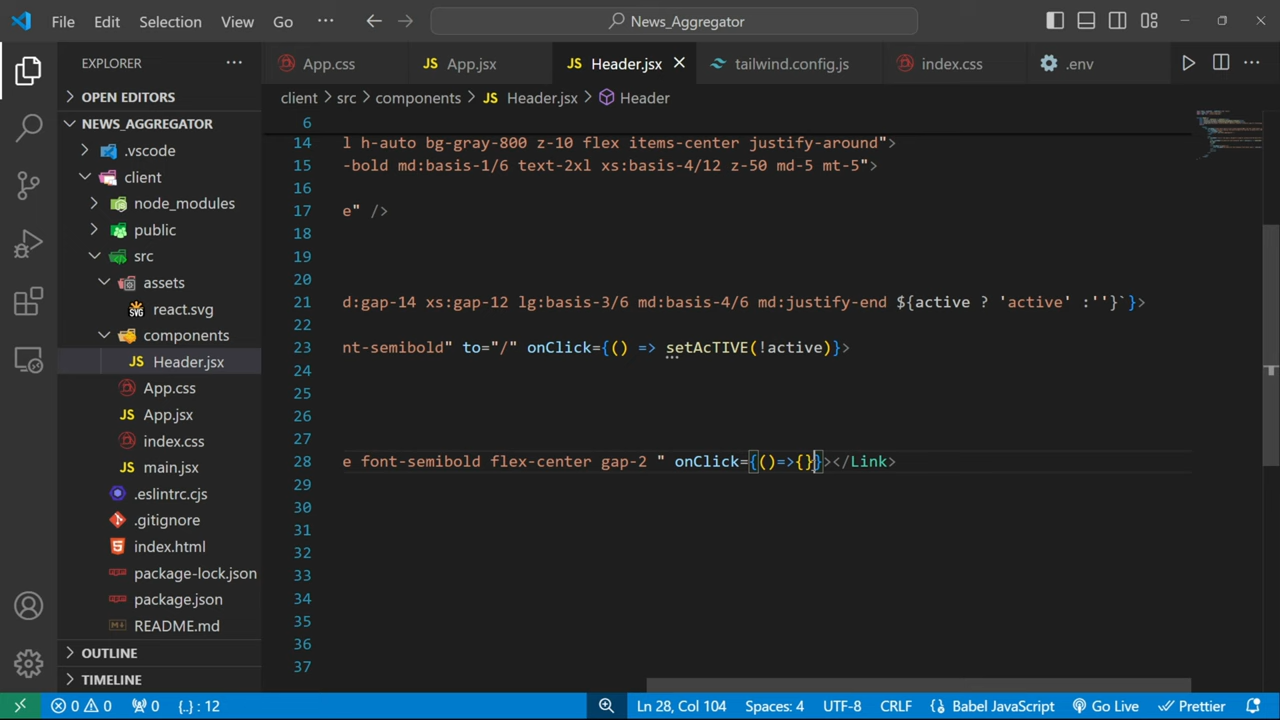 File Edit Selection View Go ··· News_Aggregator
EXPLORER ···
App.css
JS App.jsx
JS Header.jsx
tailwind.config.js
index.css
.env
···
client > src > components > JS Header.jsx > Header
OPEN EDITORS
NEWS_AGGREGATOR
.vscode
client
node_modules
public
src
assets
react.svg
components
JS Header.jsx
App.css
JS App.jsx
index.css
JS main.jsx
.eslintrc.cjs
.gitignore
index.html
package-lock.json
package.json
README.md
OUTLINE
TIMELINE
6
14 l h-auto bg-gray-800 z-10 flex items-center justify-around">
15 -bold md:basis-1/6 text-2xl xs:basis-4/12 z-50 md-5 mt-5">
16
17 e" />
18
19
20
21 d:gap-14 xs:gap-12 lg:basis-3/6 md:basis-4/6 md:justify-end ${active ? 'active' :''}`}>
22
23 nt-semibold" to="/" onClick={() => setAcTIVE(!active)}>
24
25
26
27
28 e font-semibold flex-center gap-2 " onClick={()=>{}}></Link>
29
30
31
32
33
34
35
36
37
0 0 0 {..} : 12 Ln 28, Col 104 Spaces: 4 UTF-8 CRLF Babel JavaScript Go Live Prettier